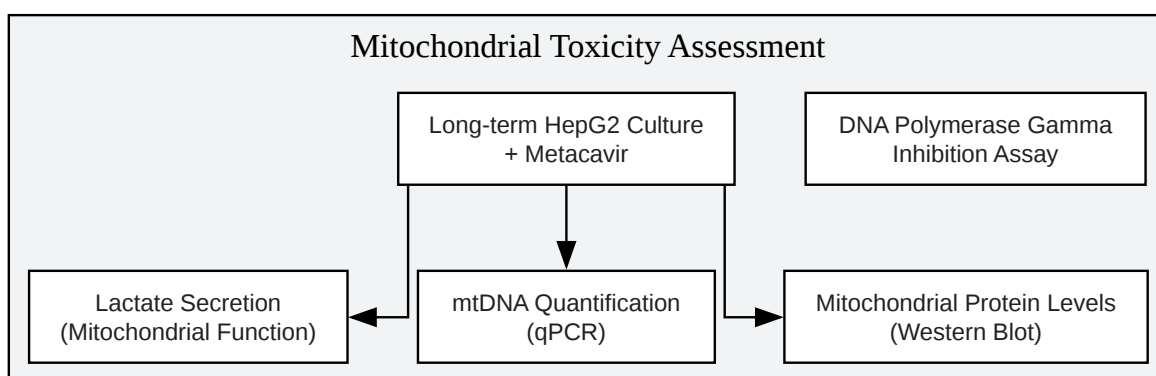 Mitochondrial Toxicity Assessment
Long-term HepG2 Culture
+ Metacavir
DNA Polymerase Gamma
Inhibition Assay
Lactate Secretion
(Mitochondrial Function)
mtDNA Quantification
(qPCR)
Mitochondrial Protein Levels
(Western Blot)